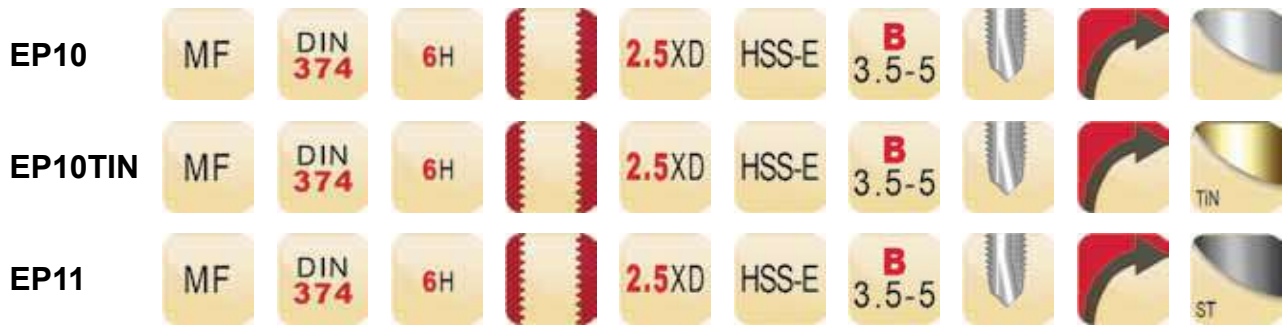 EP10 MF DIN 374 6H 2.5XD HSS-E B 3.5-5
EP10TIN MF DIN 374 6H 2.5XD HSS-E B 3.5-5 TiN
EP11 MF DIN 374 6H 2.5XD HSS-E B 3.5-5 ST